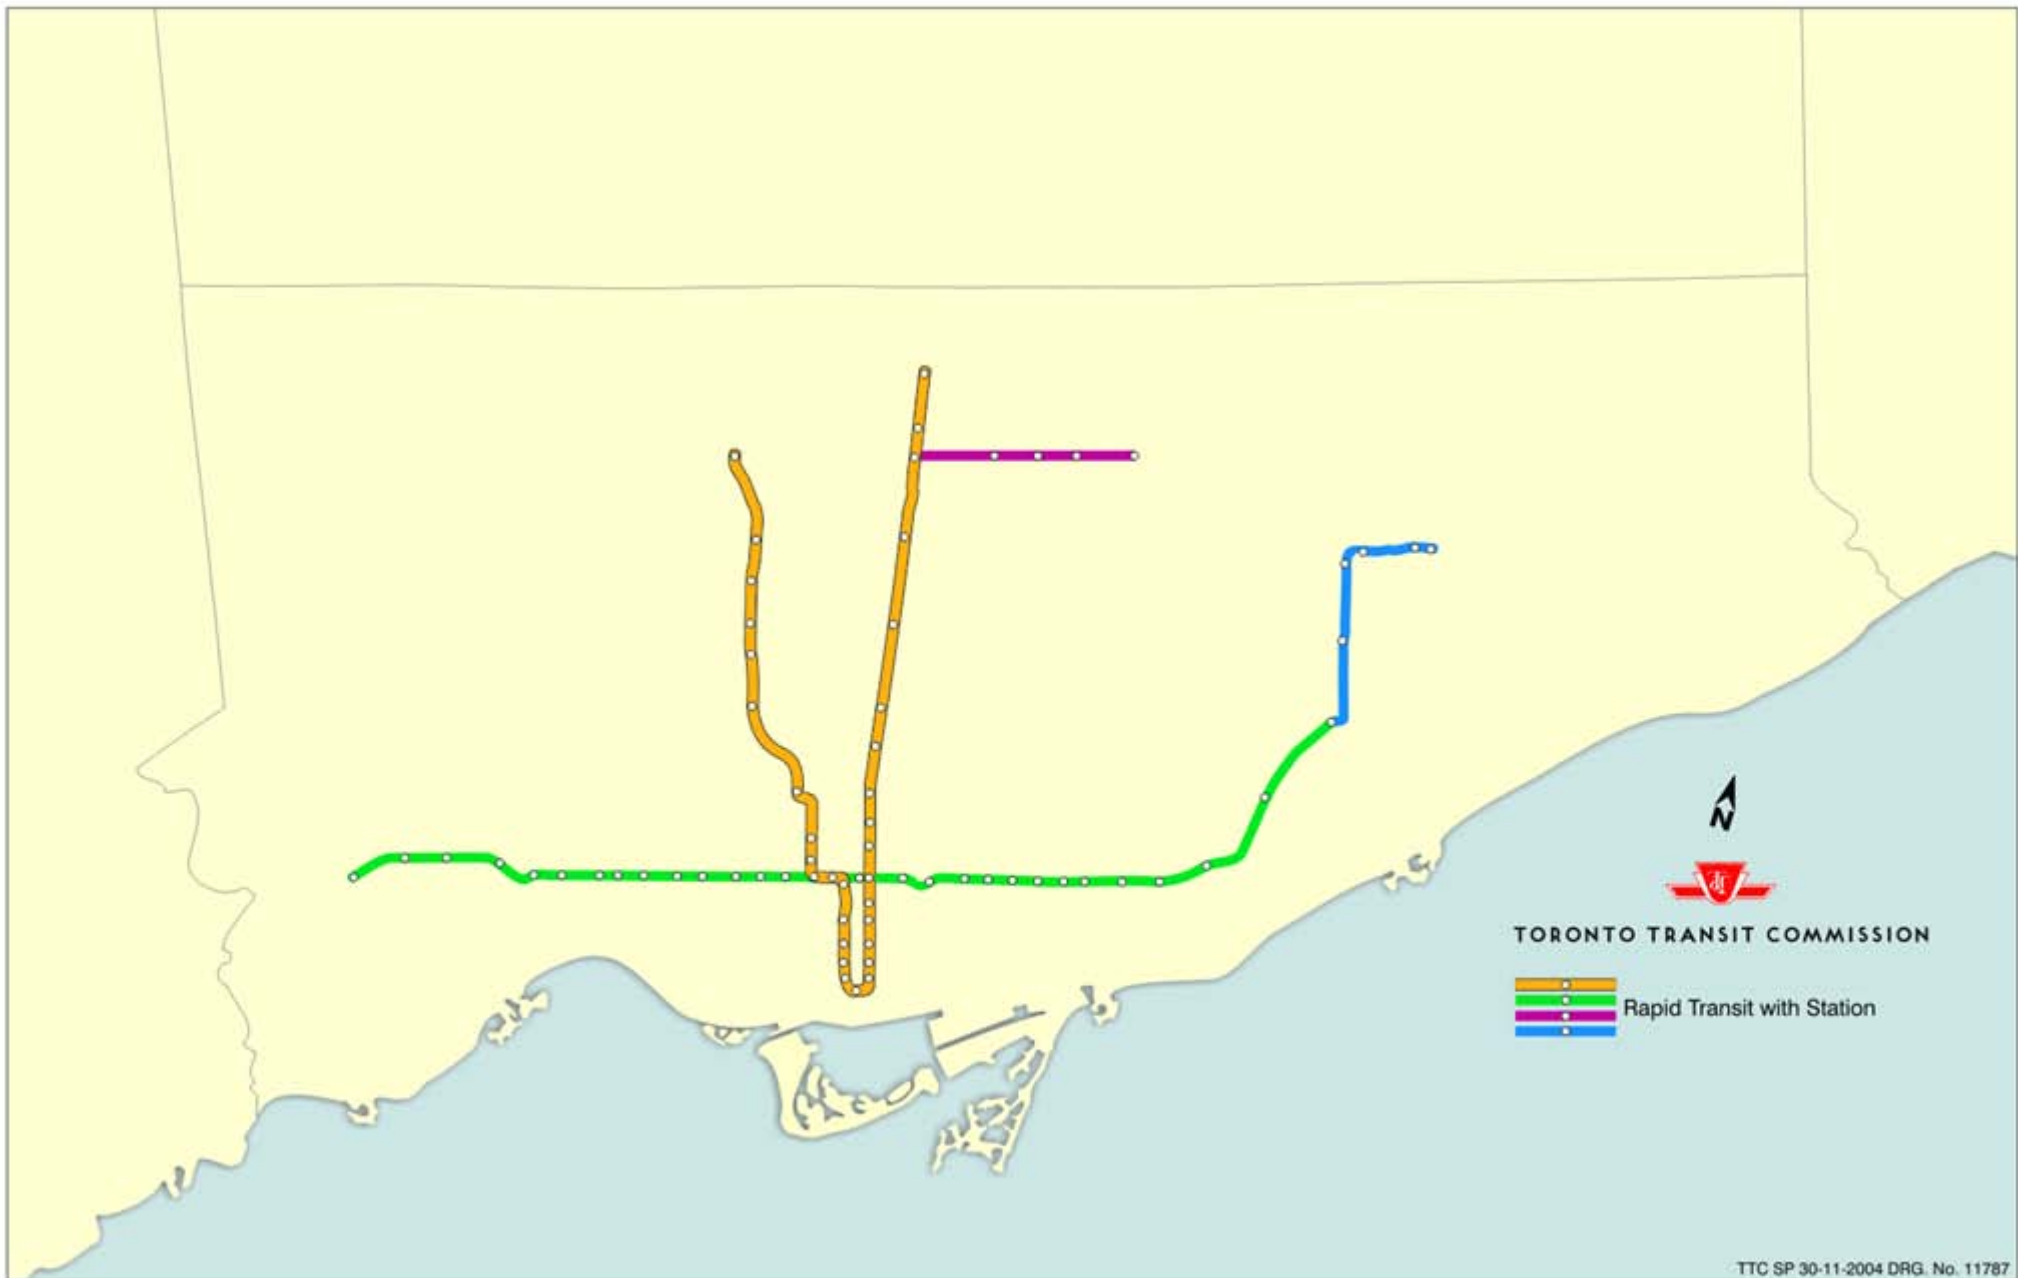 N
TORONTO TRANSIT COMMISSION
Rapid Transit with Station
TTC SP 30-11-2004 DRG. No. 11787